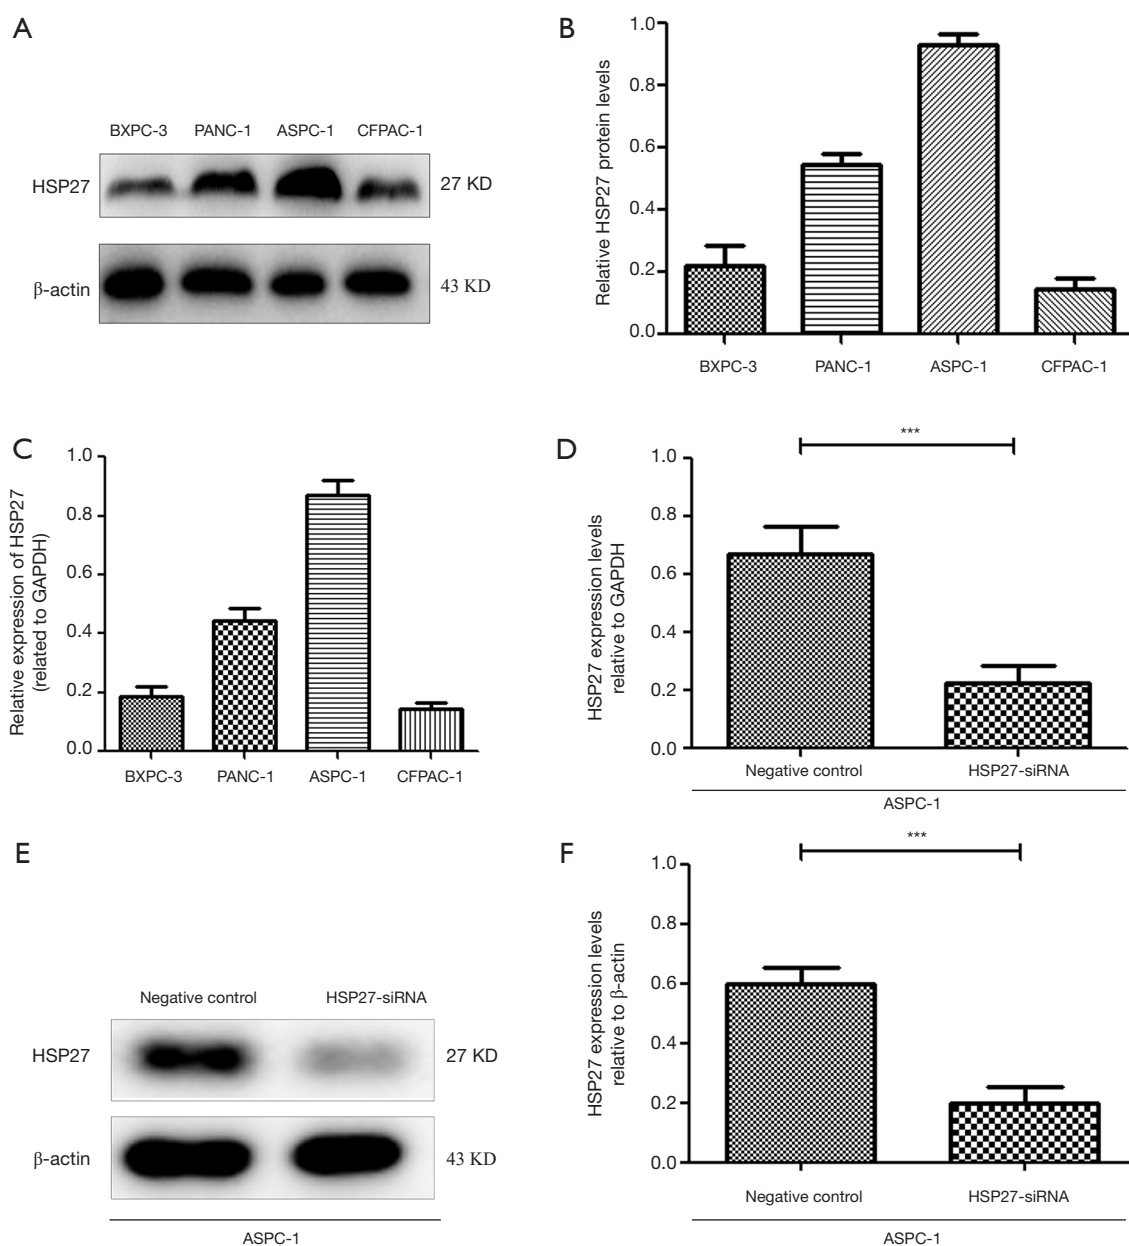 A
BXPC-3 PANC-1 ASPC-1 CFPAC-1
HSP27 27 KD
β-actin 43 KD
B
Relative HSP27 protein levels
1.0
0.8
0.6
0.4
0.2
0.0
BXPC-3 PANC-1 ASPC-1 CFPAC-1
C
Relative expression of HSP27
(related to GAPDH)
1.0
0.8
0.6
0.4
0.2
0.0
BXPC-3 PANC-1 ASPC-1 CFPAC-1
D
***
HSP27 expression levels
relative to GAPDH
1.0
0.8
0.6
0.4
0.2
0.0
Negative control HSP27-siRNA
ASPC-1
E
Negative control HSP27-siRNA
HSP27 27 KD
β-actin 43 KD
ASPC-1
F
***
HSP27 expression levels
relative to β-actin
1.0
0.8
0.6
0.4
0.2
0.0
Negative control HSP27-siRNA
ASPC-1